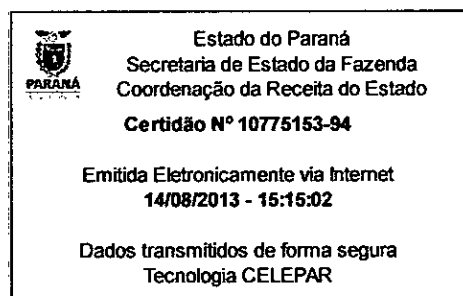 Estado do Paraná
Secretaria de Estado da Fazenda
PARANÁ
Coordenação da Receita do Estado
Certidão Nº 10775153-94
Emitida Eletronicamente via Internet
14/08/2013 - 15:15:02
Dados transmitidos de forma segura
Tecnologia CELEPAR